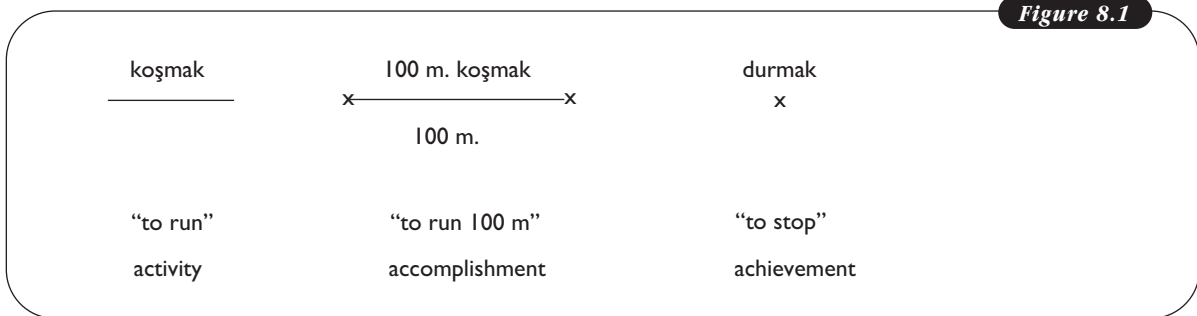 Figure 8.1
koşmak 100 m. koşmak durmak
x x x
100 m.
“to run” “to run 100 m” “to stop”
activity accomplishment achievement